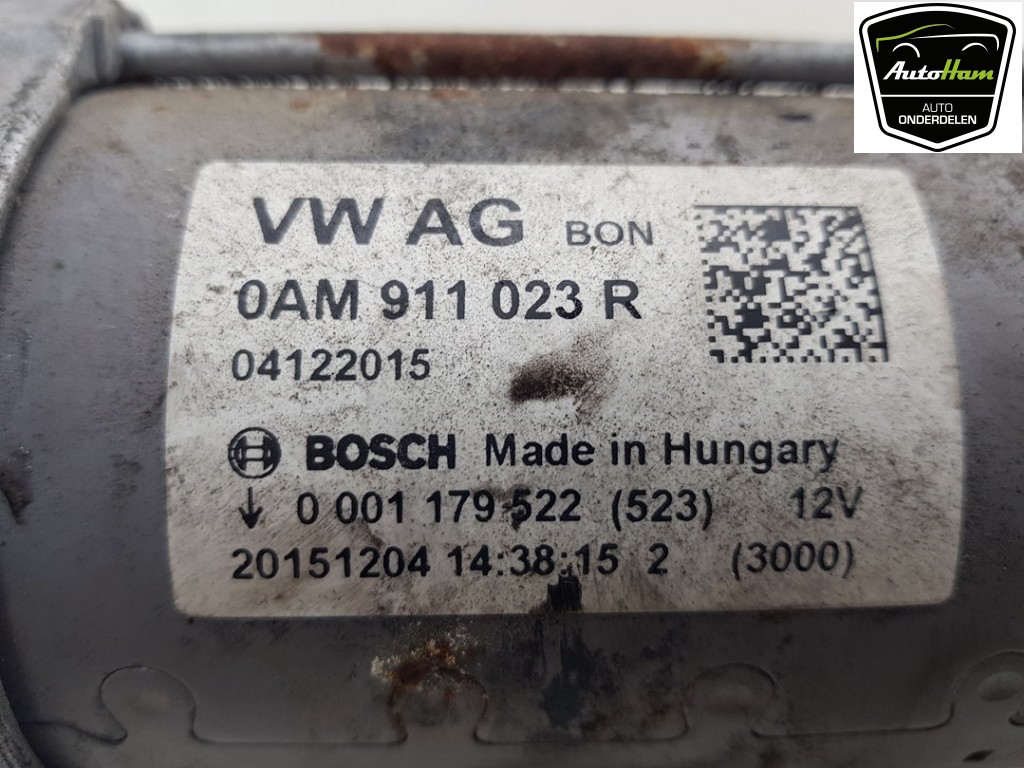 AutoHam
AUTO
ONDERDELEN
VW AG BON
0AM 911 023 R
04122015
BOSCH Made in Hungary
↓ 0 001 179 522 (523) 12V
20151204 14:38:15 2 (3000)